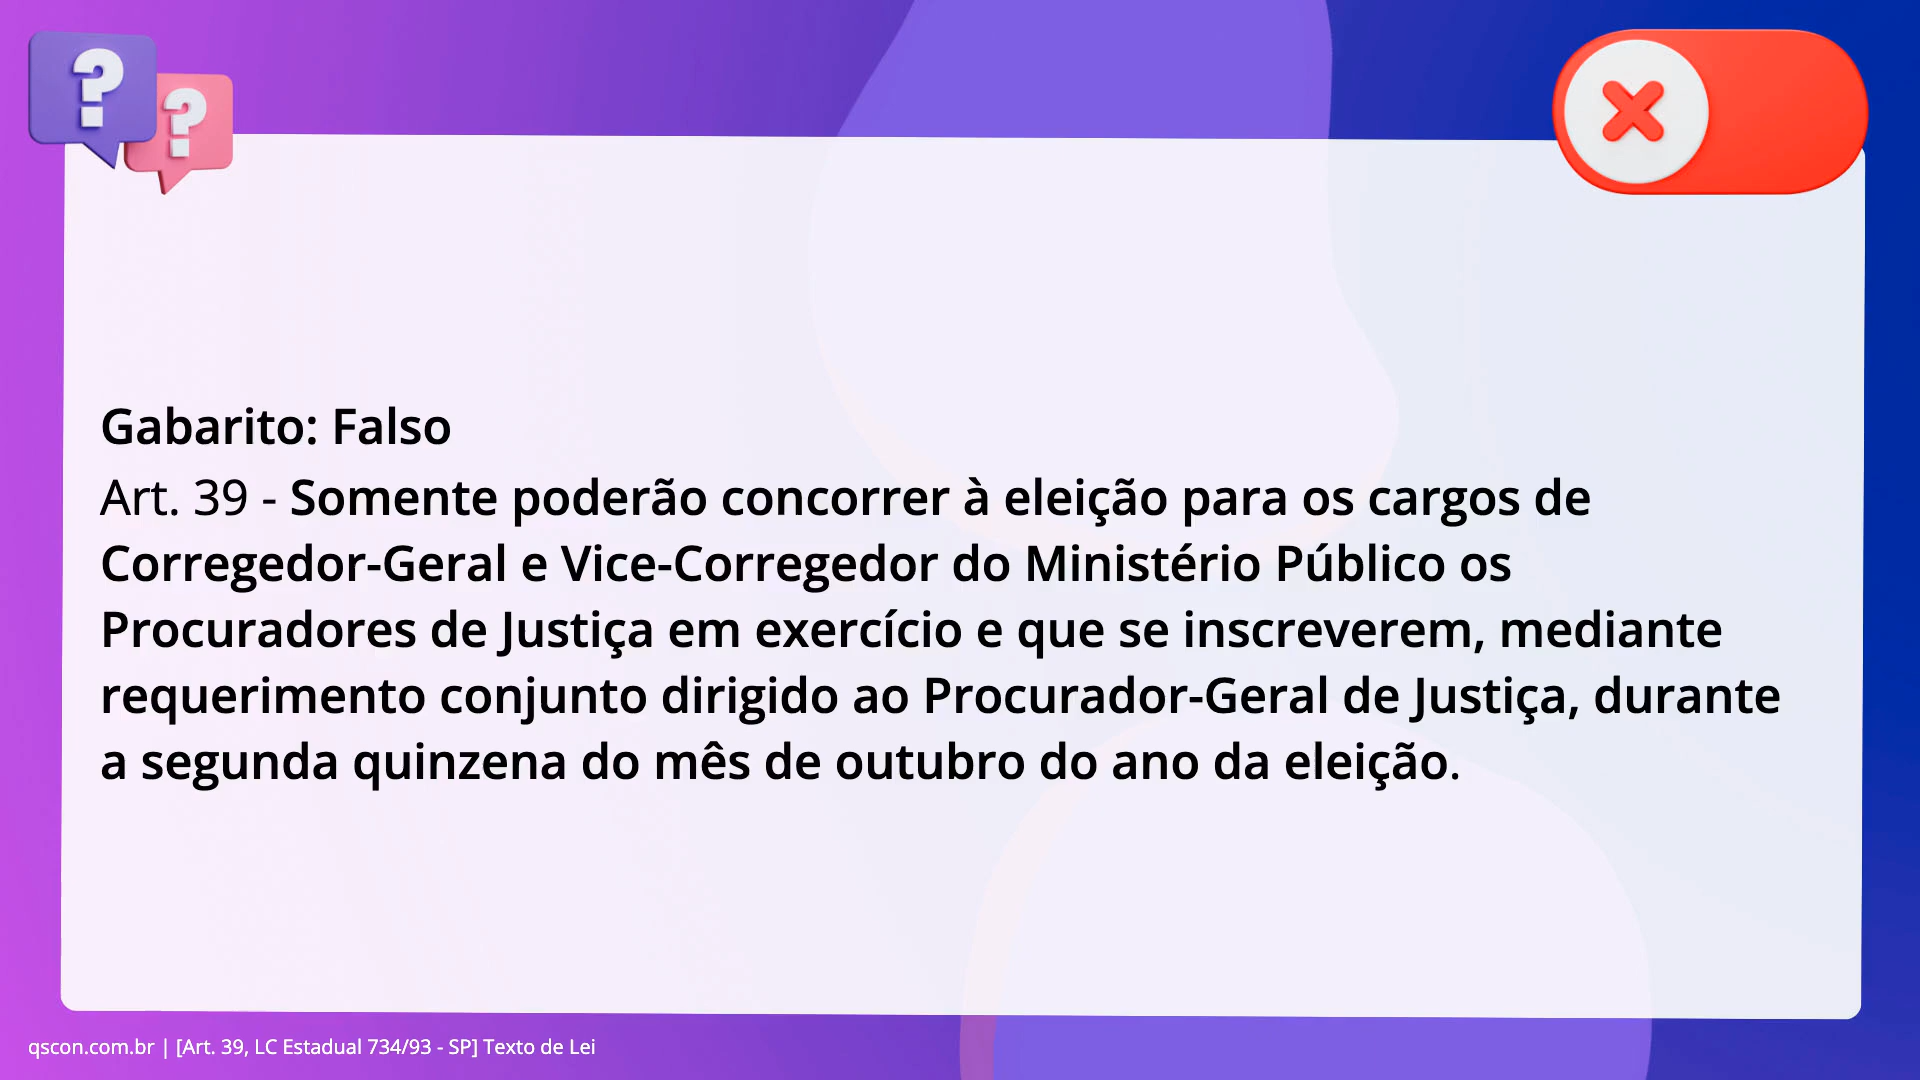 ? ?
Gabarito: Falso
Art. 39 - Somente poderão concorrer à eleição para os cargos de
Corregedor-Geral e Vice-Corregedor do Ministério Público os
Procuradores de Justiça em exercício e que se inscreverem, mediante
requerimento conjunto dirigido ao Procurador-Geral de Justiça, durante
a segunda quinzena do mês de outubro do ano da eleição.
qscon.com.br | [Art. 39, LC Estadual 734/93 - SP] Texto de Lei